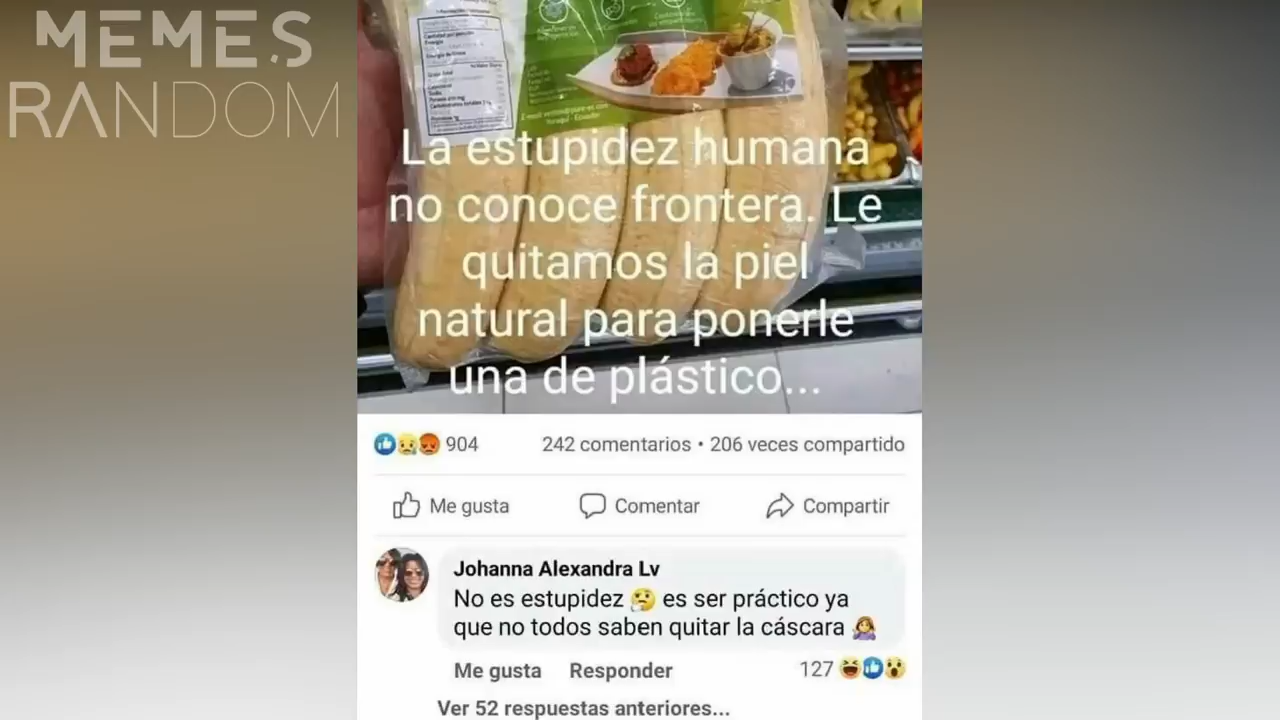 MEMES
RANDOM
La estupidez humana
no conoce frontera. Le
quitamos la piel
natural para ponerle
una de plástico...
904
242 comentarios • 206 veces compartido
Me gusta
Comentar
Compartir
Johanna Alexandra Lv
No es estupidez 🤔 es ser práctico ya
que no todos saben quitar la cáscara 🤷‍♀️
Me gusta
Responder
127
Ver 52 respuestas anteriores...